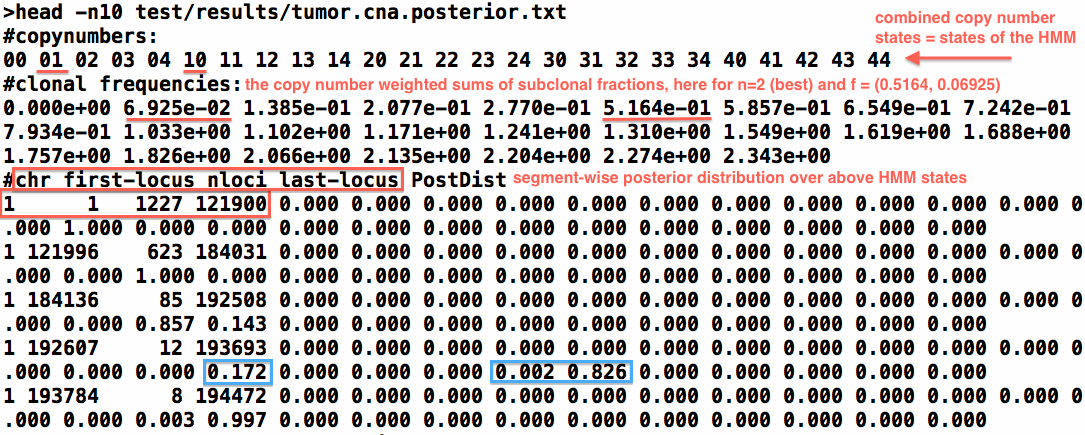 >head -n10 test/results/tumor.cna.posterior.txt
#copynumbers:
combined copy number
states = states of the HMM
00 01 02 03 04 10 11 12 13 14 20 21 22 23 24 30 31 32 33 34 40 41 42 43 44
#clonal frequencies: the copy number weighted sums of subclonal fractions, here for n=2 (best) and f = (0.5164, 0.06925)
0.000e+00 6.925e-02 1.385e-01 2.077e-01 2.770e-01 5.164e-01 5.857e-01 6.549e-01 7.242e-01
7.934e-01 1.033e+00 1.102e+00 1.171e+00 1.241e+00 1.310e+00 1.549e+00 1.619e+00 1.688e+00
1.757e+00 1.826e+00 2.066e+00 2.135e+00 2.204e+00 2.274e+00 2.343e+00
#chr first-locus nloci last-locus PostDist segment-wise posterior distribution over above HMM states
1 1 1227 121900 0.000 0.000 0.000 0.000 0.000 0.000 0.000 0.000 0.000 0.000 0.000 0
.000 1.000 0.000 0.000 0.000 0.000 0.000 0.000 0.000 0.000 0.000 0.000 0.000
1 121996 623 184031 0.000 0.000 0.000 0.000 0.000 0.000 0.000 0.000 0.000 0.000 0.000 0
.000 0.000 1.000 0.000 0.000 0.000 0.000 0.000 0.000 0.000 0.000 0.000 0.000
1 184136 85 192508 0.000 0.000 0.000 0.000 0.000 0.000 0.000 0.000 0.000 0.000 0.000 0
.000 0.000 0.857 0.143 0.000 0.000 0.000 0.000 0.000 0.000 0.000 0.000 0.000
1 192607 12 193693 0.000 0.000 0.000 0.000 0.000 0.000 0.000 0.000 0.000 0.000 0.000 0
.000 0.000 0.000 0.172 0.000 0.000 0.000 0.002 0.826 0.000 0.000 0.000 0.000
1 193784 8 194472 0.000 0.000 0.000 0.000 0.000 0.000 0.000 0.000 0.000 0.000 0.000 0
.000 0.000 0.003 0.997 0.000 0.000 0.000 0.000 0.000 0.000 0.000 0.000 0.000